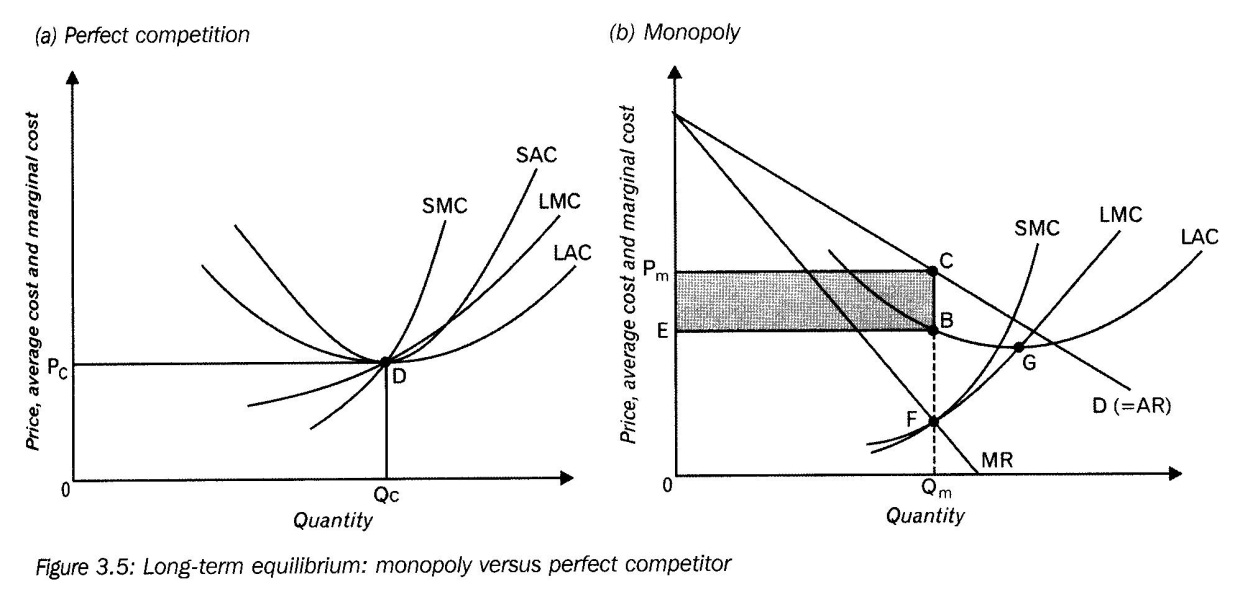 (a) Perfect competition
Price, average cost and marginal cost
SAC
SMC
LMC
LAC
Pc
D
0
Qc
Quantity
(b) Monopoly
Price, average cost and marginal cost
SMC
LMC
LAC
Pm
C
E
B
G
D (=AR)
F
MR
0
Qm
Quantity
Figure 3.5: Long-term equilibrium: monopoly versus perfect competitor